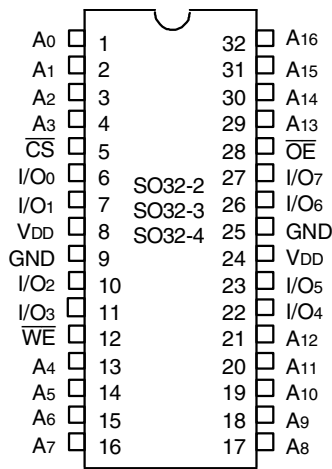 A0 1 32 A16
A1 2 31 A15
A2 3 30 A14
A3 4 29 A13
C̅S̅ 5 28 O̅E̅
I/O0 6 27 I/O7
SO32-2
I/O1 7 26 I/O6
SO32-3
VDD 8 25 GND
SO32-4
GND 9 24 VDD
I/O2 10 23 I/O5
I/O3 11 22 I/O4
W̅E̅ 12 21 A12
A4 13 20 A11
A5 14 19 A10
A6 15 18 A9
A7 16 17 A8